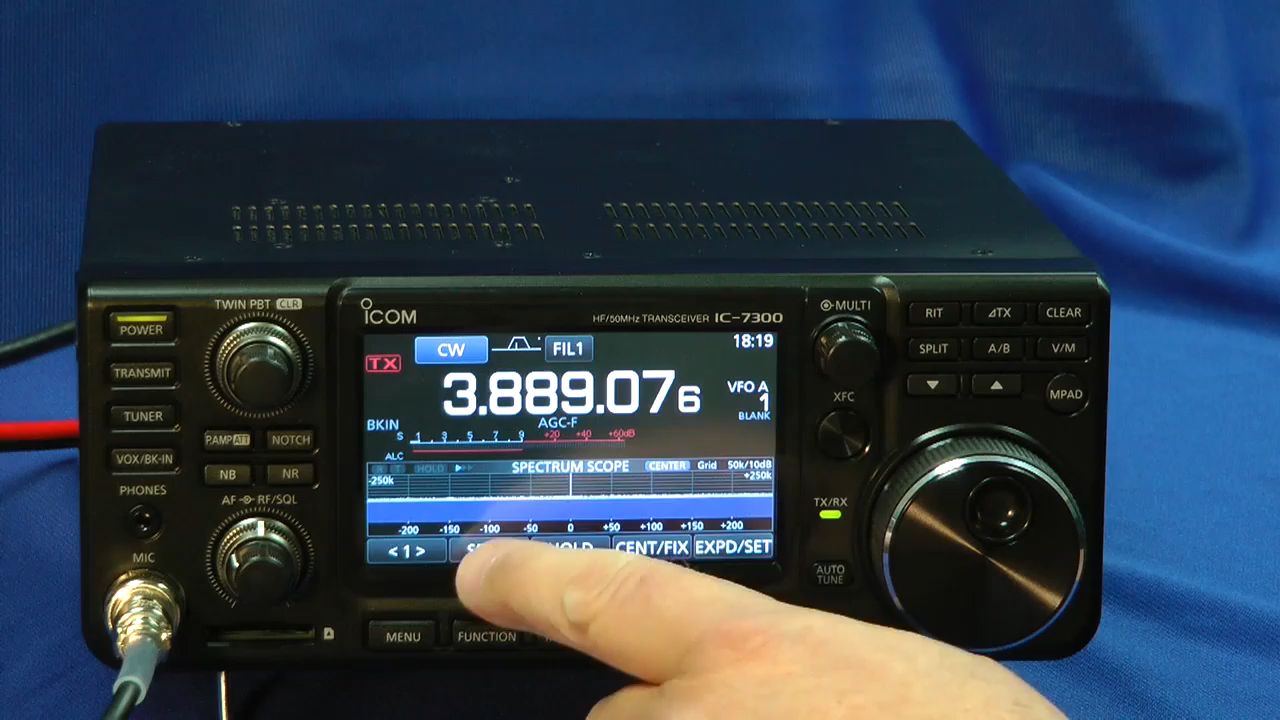 TWIN PBT CLR
POWER
TRANSMIT
TUNER
P.AMP ATT
NOTCH
VOX/BK-IN
NB
NR
PHONES
AF RF/SQL
MIC
ICOM
HF/50MHz TRANSCEIVER IC-7300
CW
FIL1
18:19
TX
3.889.076
VFO A
1
BLANK
BKIN
AGC-F
S 1 3 5 7 9 +20 +40 +60dB
ALC
HOLD
SPECTRUM SCOPE
CENTER
Grid
50k/10dB
-250k
+250k
-200 -150 -100 -50 0 +50 +100 +150 +200
<1>
CENT/FIX
EXPD/SET
MENU
FUNCTION
MULTI
XFC
TX/RX
AUTO
TUNE
RIT
⊿TX
CLEAR
SPLIT
A/B
V/M
MPAD